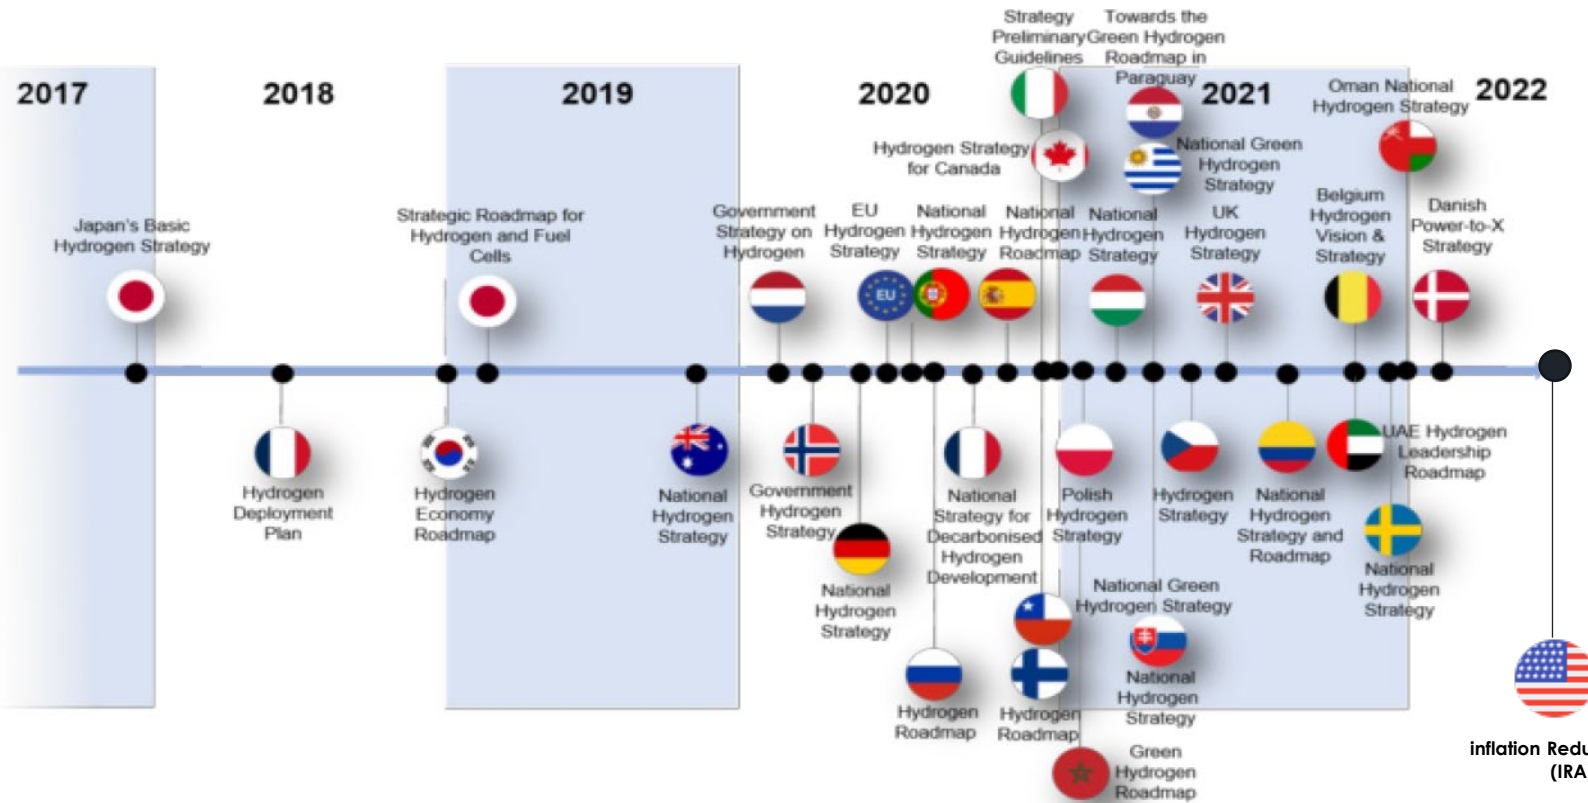 2017
2018
2019
2020
2021
2022
Strategy
Preliminary
Guidelines
Towards the
Green Hydrogen
Roadmap in
Paraguay
Oman National
Hydrogen Strategy
Hydrogen Strategy
for Canada
National Green
Hydrogen
Strategy
Japan's Basic
Hydrogen Strategy
Strategic Roadmap for
Hydrogen and Fuel
Cells
Government
Strategy on
Hydrogen
EU
Hydrogen
Strategy
National
Hydrogen
Strategy
National
Hydrogen
Roadmap
National
Hydrogen
Strategy
UK
Hydrogen
Strategy
Belgium
Hydrogen
Vision &
Strategy
Danish
Power-to-X
Strategy
EU
Hydrogen
Deployment
Plan
Hydrogen
Economy
Roadmap
National
Hydrogen
Strategy
Government
Hydrogen
Strategy
National
Hydrogen
Strategy
National
Strategy for
Decarbonised
Hydrogen
Development
Polish
Hydrogen
Strategy
Hydrogen
Strategy
National
Hydrogen
Strategy and
Roadmap
UAE Hydrogen
Leadership
Roadmap
National
Hydrogen
Strategy
National Green
Hydrogen Strategy
National
Hydrogen
Strategy
Hydrogen
Roadmap
Hydrogen
Roadmap
Green
Hydrogen
Roadmap
inflation Redu
(IRA